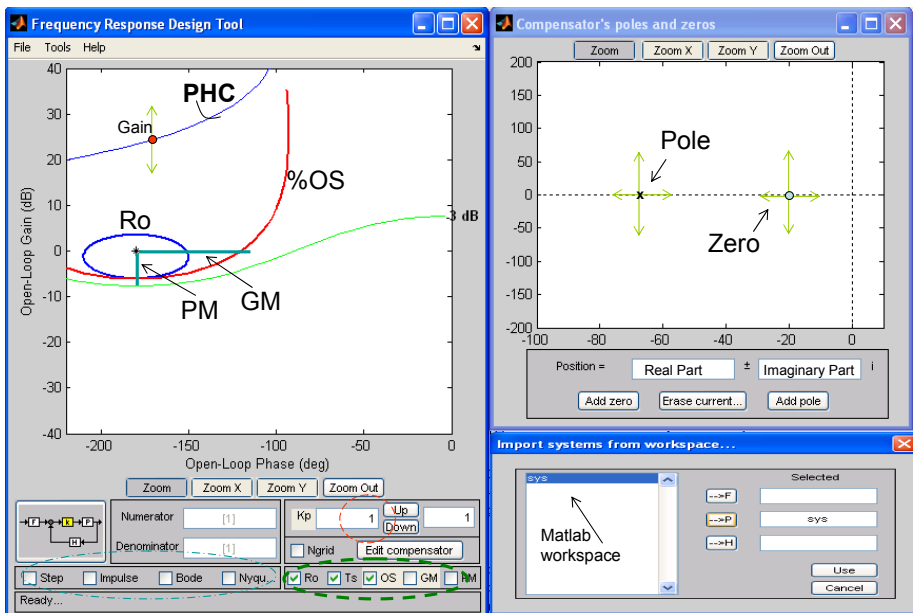 Frequency Response Design Tool
File Tools Help
40
30
20
10
0
-10
-20
-30
-40
Open-Loop Gain (dB)
PHC
Gain
%OS
Ro
-3 dB
PM
GM
-200
-150
-100
-50
0
Open-Loop Phase (deg)
Zoom
Zoom X
Zoom Y
Zoom Out
F
k
P
H
Numerator
[1]
Denominator
[1]
Kp
1
Up
Down
1
Ngrid
Edit compensator
Step
Impulse
Bode
Nyqu...
Ro
Ts
OS
GM
PM
Ready...
Compensator's poles and zeros
Zoom
Zoom X
Zoom Y
Zoom Out
200
150
100
50
0
-50
-100
-150
-200
Pole
Zero
-100
-80
-60
-40
-20
0
Position =
Real Part
±
Imaginary Part
i
Add zero
Erase current...
Add pole
Import systems from workspace...
sys
Matlab
workspace
-->F
-->P
-->H
Selected
sys
Use
Cancel